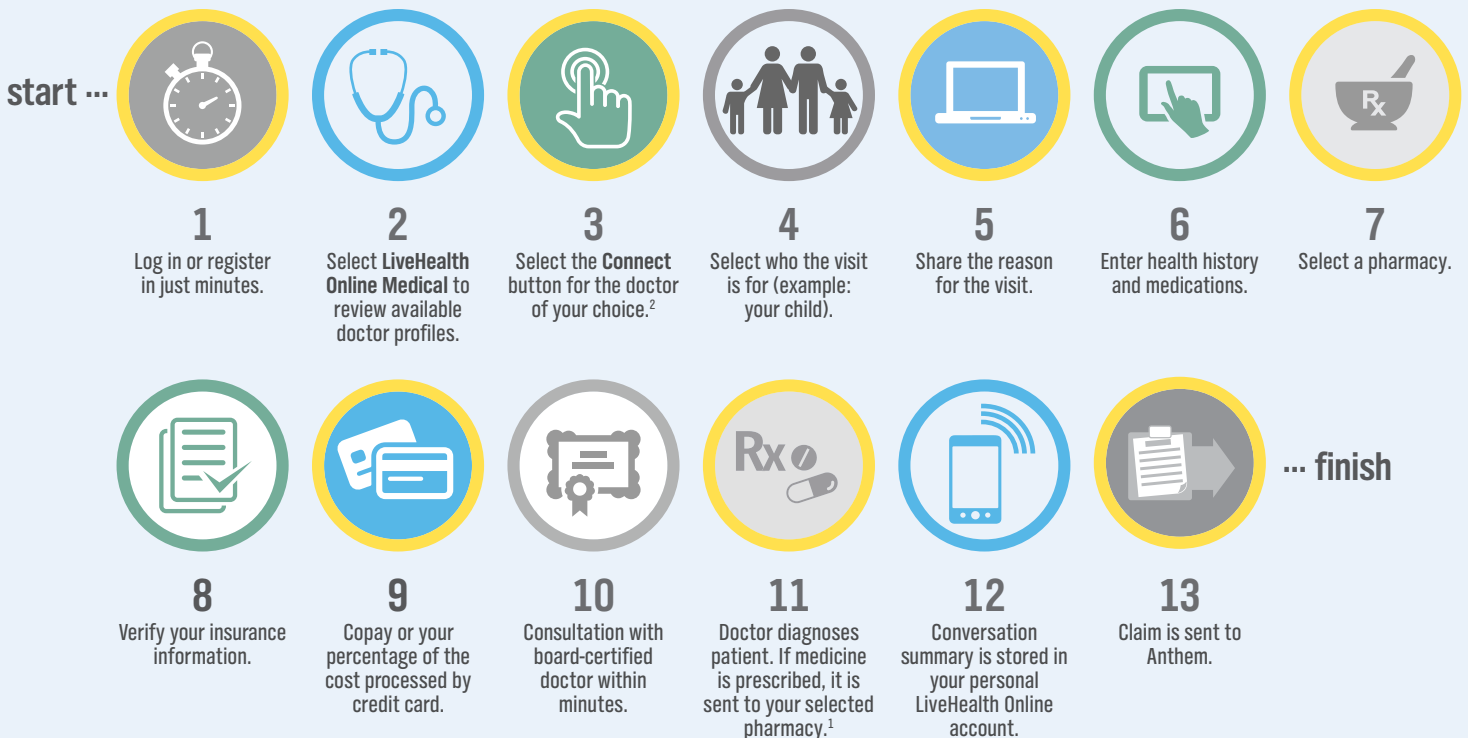 start ...
1
Log in or register
in just minutes.
2
Select LiveHealth
Online Medical to
review available
doctor profiles.
3
Select the Connect
button for the doctor
of your choice.2
4
Select who the visit
is for (example:
your child).
5
Share the reason
for the visit.
6
Enter health history
and medications.
Rx
7
Select a pharmacy.
8
Verify your insurance
information.
9
Copay or your
percentage of the
cost processed by
credit card.
10
Consultation with
board-certified
doctor within
minutes.
Rx
11
Doctor diagnoses
patient. If medicine
is prescribed, it is
sent to your selected
pharmacy.1
12
Conversation
summary is stored in
your personal
LiveHealth Online
account.
13
Claim is sent to
Anthem.
... finish